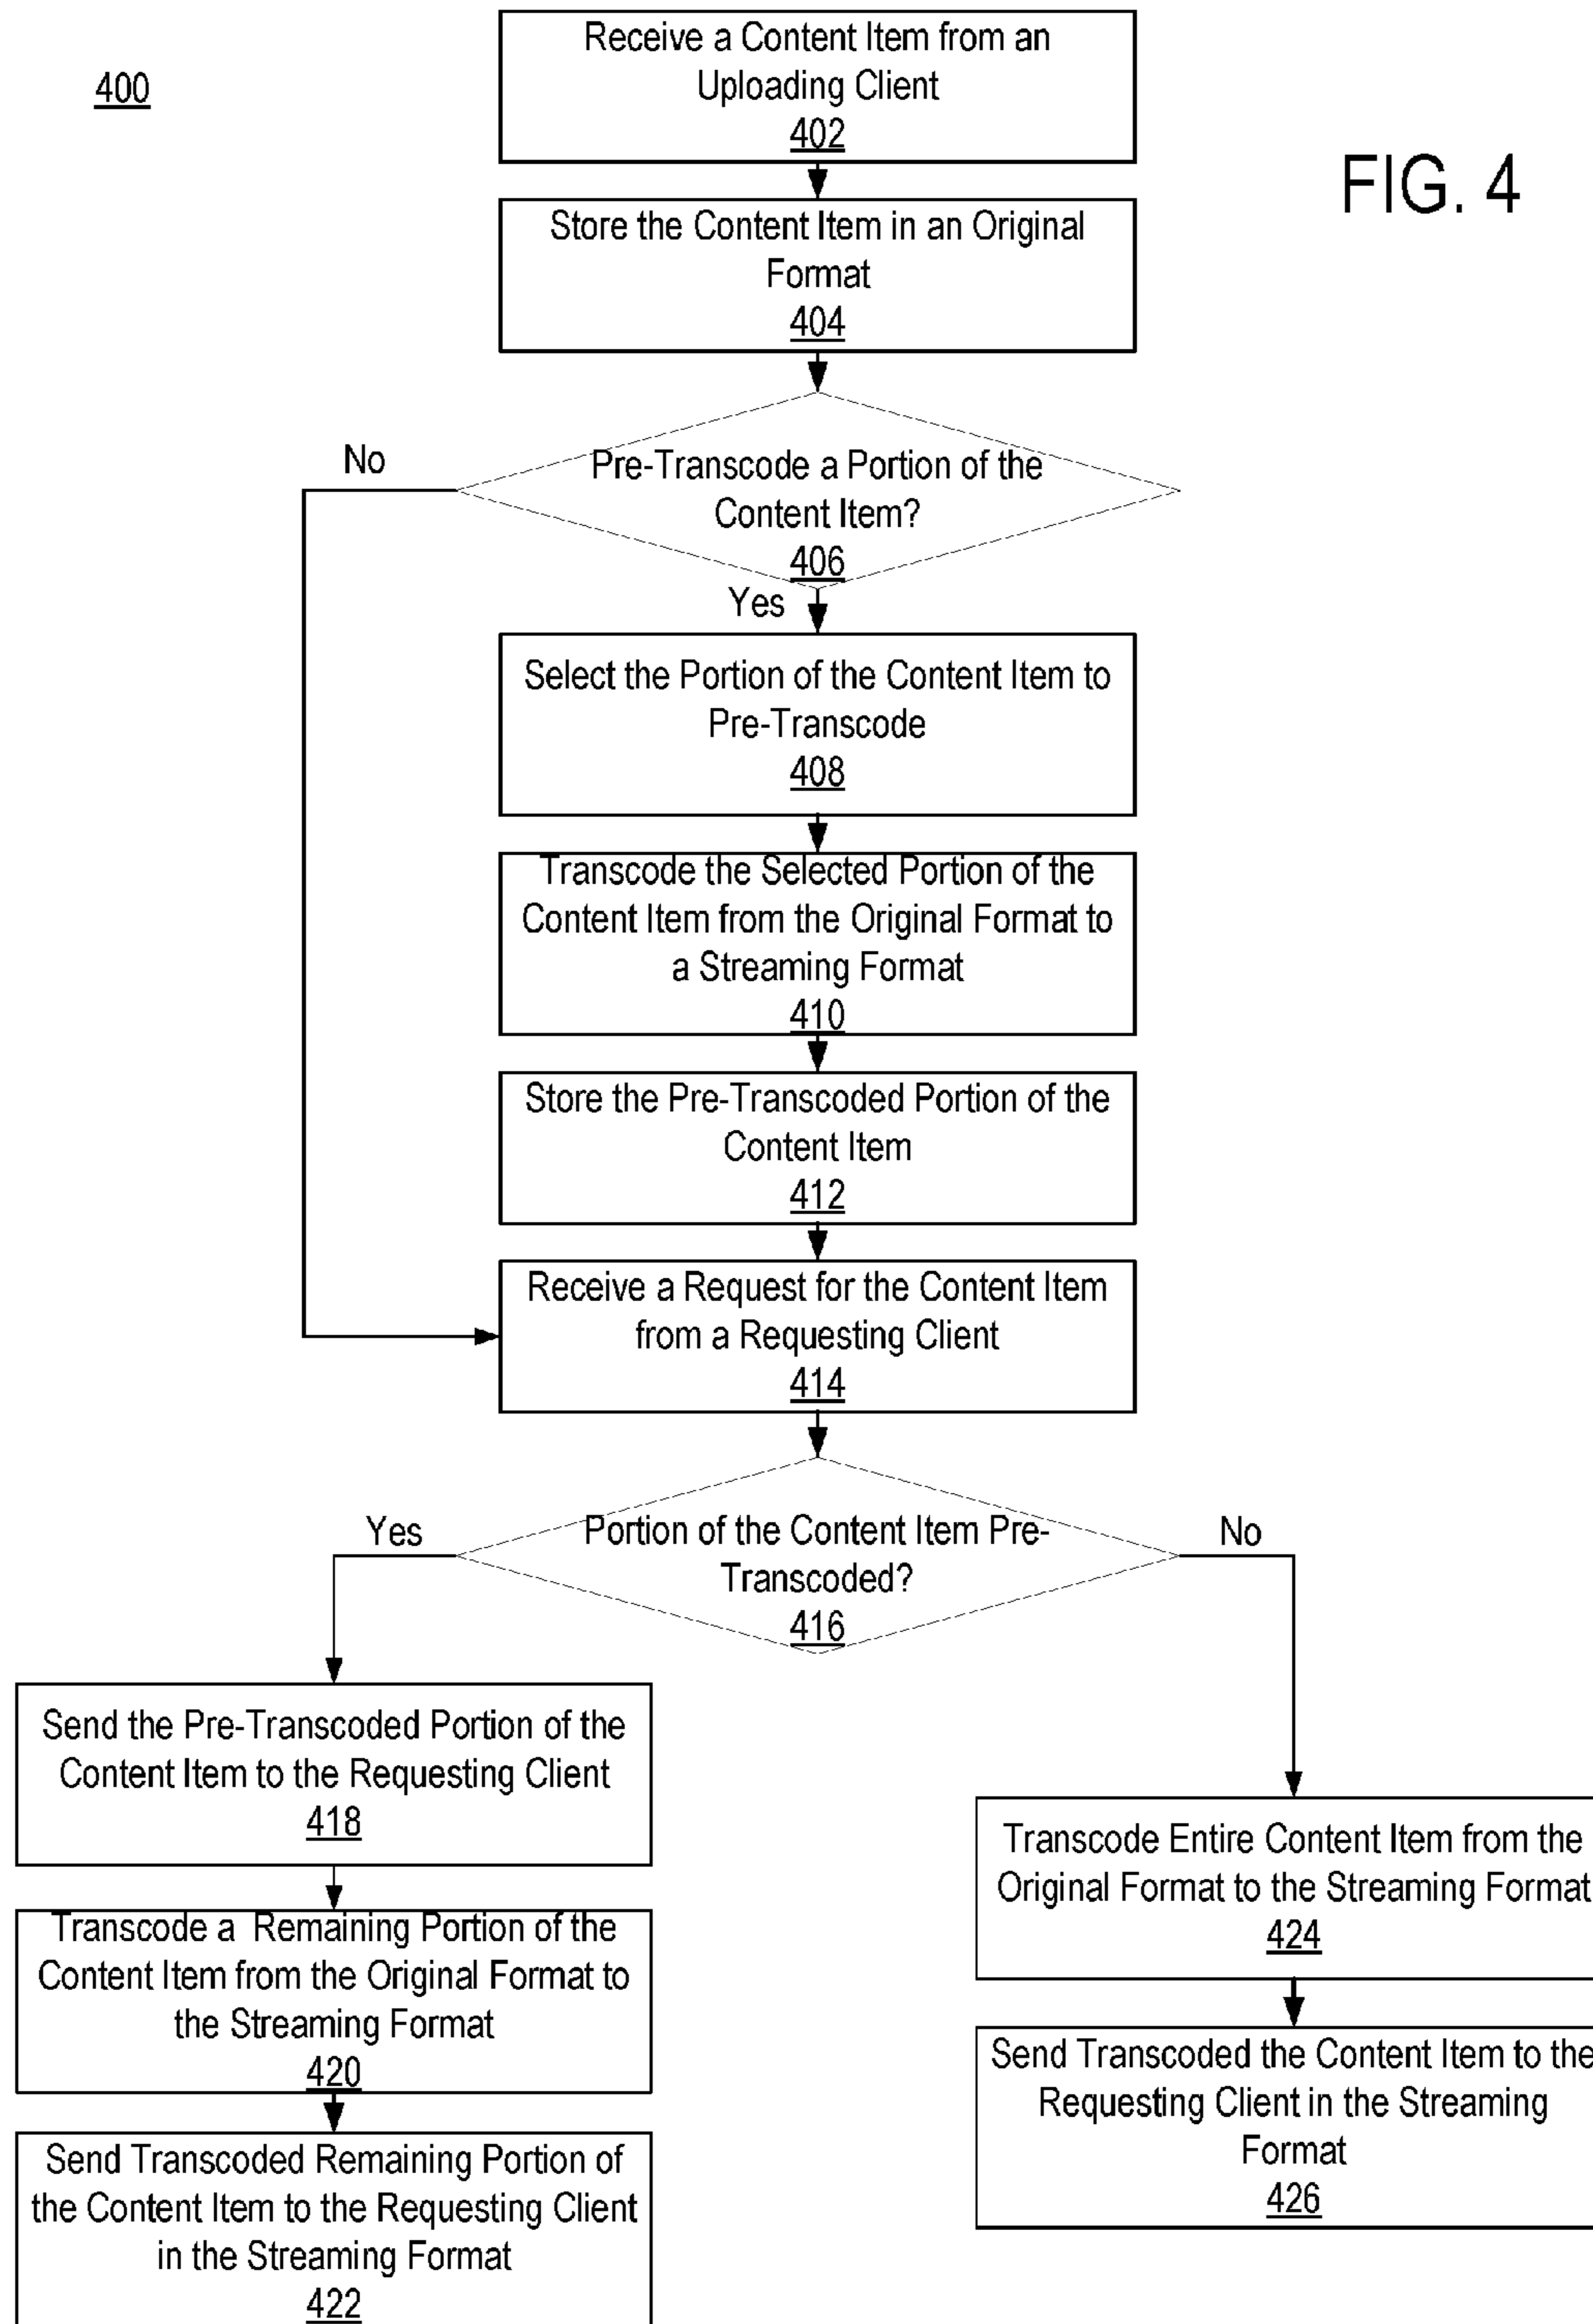 Receive a Content Item from an
Uploading Client
402
400
FIG. 4
Store the Content Item in an Original
Format
404
No
Pre-Transcode a Portion of the
Content Item?
406
Yes
Select the Portion of the Content Item to
Pre-Transcode
408
Transcode the Selected Portion of the
Content Item from the Original Format to
a Streaming Format
410
Store the Pre-Transcoded Portion of the
Content Item
412
Receive a Request for the Content Item
from a Requesting Client
414
Yes
Portion of the Content Item Pre-
Transcoded?
416
No
Send the Pre-Transcoded Portion of the
Content Item to the Requesting Client
418
Transcode a Remaining Portion of the
Content Item from the Original Format to
the Streaming Format
420
Send Transcoded Remaining Portion of
the Content Item to the Requesting Client
in the Streaming Format
422
Transcode Entire Content Item from the
Original Format to the Streaming Format
424
Send Transcoded the Content Item to the
Requesting Client in the Streaming
Format
426